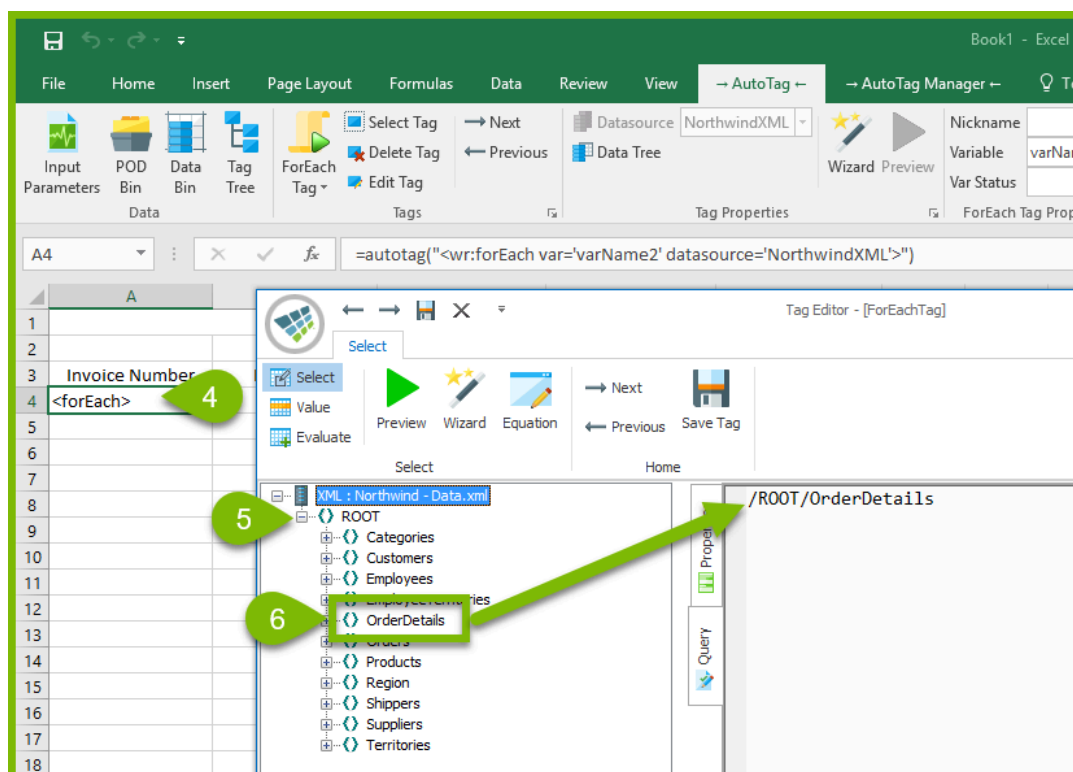 Book1 - Excel
File Home Insert Page Layout Formulas Data Review View → AutoTag ← → AutoTag Manager ←
Select Tag → Next Datasource NorthwindXML Nickname
Delete Tag ← Previous Data Tree Variable
Edit Tag Var Status
Input Parameters POD Bin Data Bin Tag Tree ForEach Tag Wizard Preview
Data Tags Tag Properties ForEach Tag
A4 fx =autotag("<wr:forEach var='varName2' datasource='NorthwindXML'>")
A
1 Tag Editor - [ForEachTag]
2 Select
3 Invoice Number
4 <forEach> 4
Select
Value
Evaluate
Preview Wizard Equation → Next
← Previous
Save Tag
Select Home
5
6
7
8 XML : Northwind - Data.xml /ROOT/OrderDetails
5 ROOT
9 Categories
10 Customers
11 Employees
12
6 OrderDetails
13 Orders
14 Products
15 Region
16 Shippers
Suppliers
17 Territories
18
Query